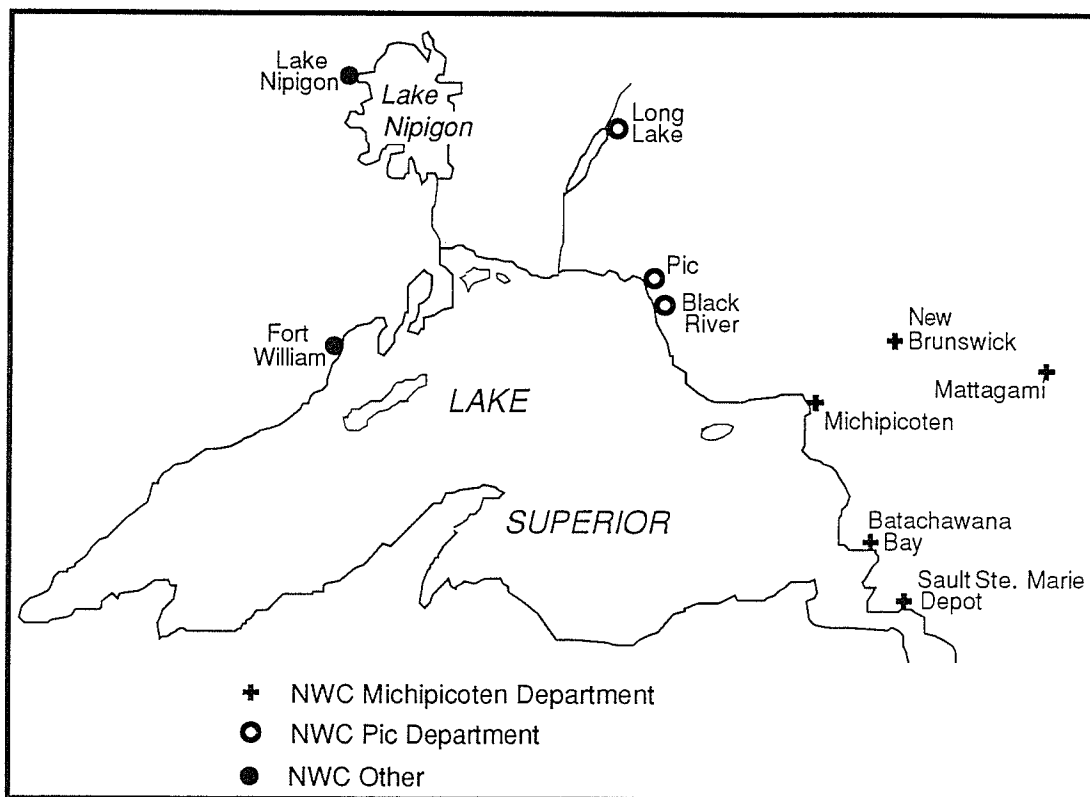 Lake
Nipigon
Lake
Nipigon
Long
Lake
Pic
Black
River
New
Brunswick
Fort
William
Mattagami
LAKE
Michipicoten
SUPERIOR
Batachawana
Bay
Sault Ste. Marie
Depot
NWC Michipicoten Department
NWC Pic Department
NWC Other